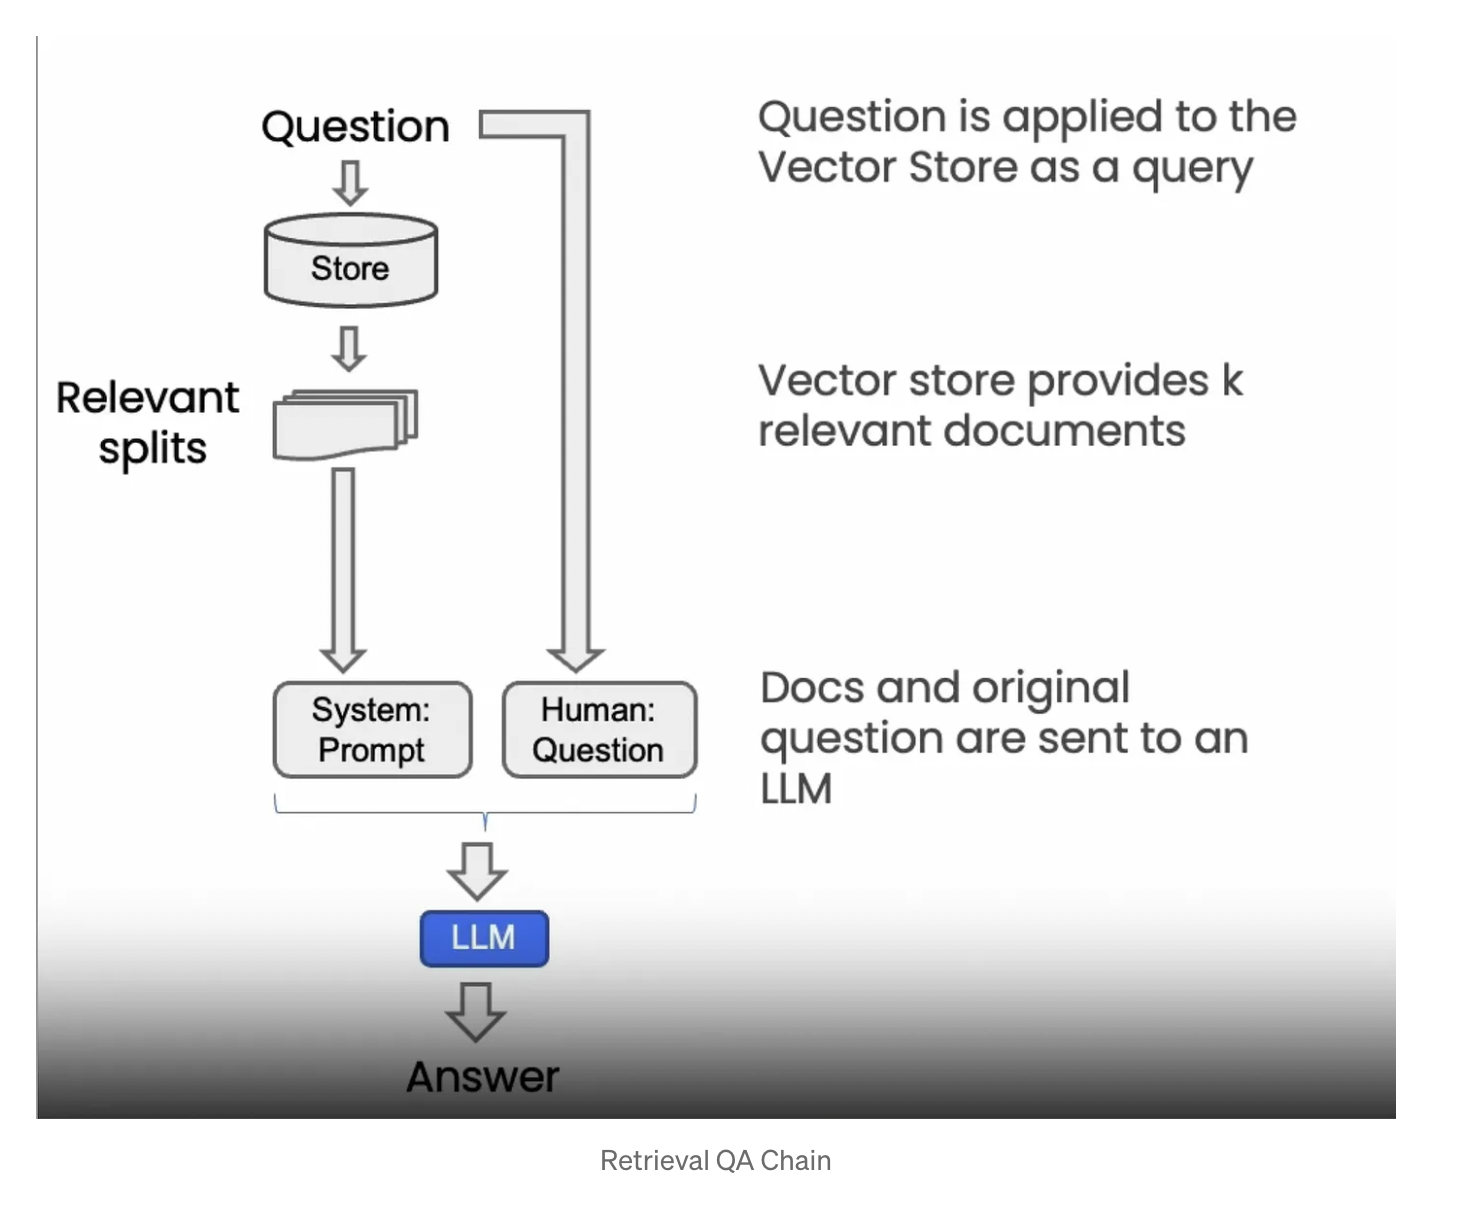 Question
Question is applied to the
Vector Store as a query
Store
Relevant
splits
Vector store provides k
relevant documents
System:
Prompt
Human:
Question
Docs and original
question are sent to an
LLM
LLM
Answer
Retrieval QA Chain